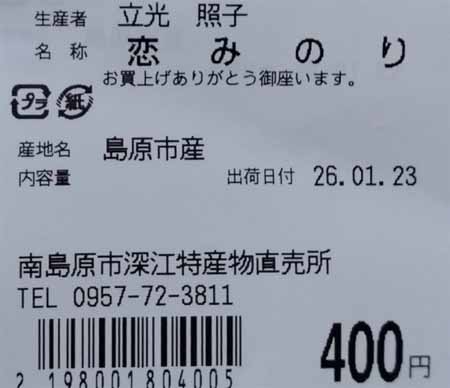 生産者 立光 照子
名称 恋みのり
お買上げありがとう御座います。
プラ 紙
産地名 島原市産
内容量 出荷日付 26.01.23
南島原市深江特産物直売所
TEL 0957-72-3811
400円
2 198001804005